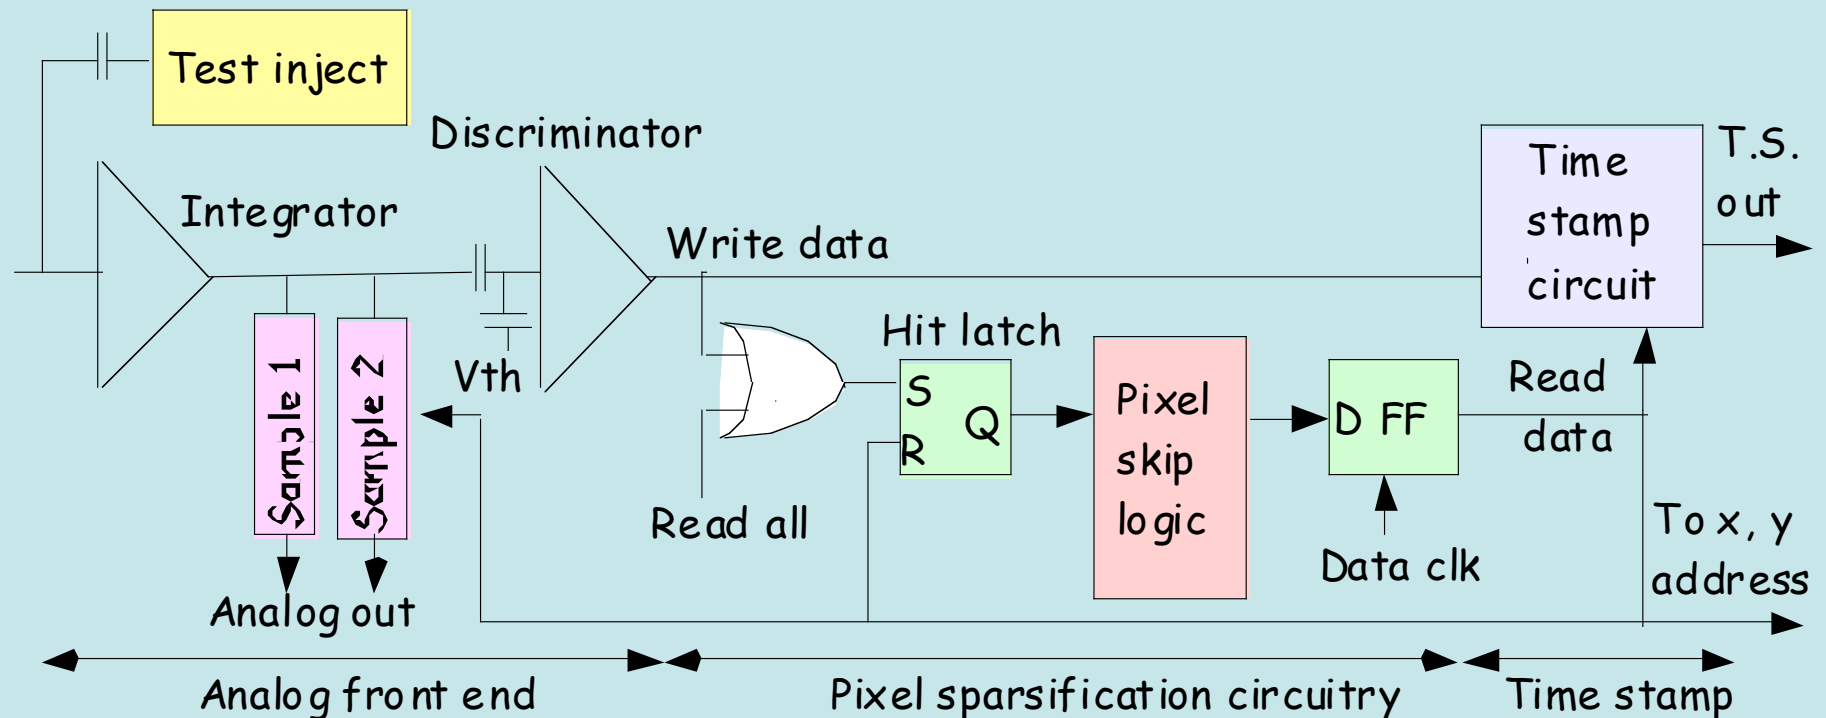 Test inject
Discriminator
Integrator
Write data
Time
stamp
circuit
T.S.
out
Hit latch
Vth
Sample 1
Sample 2
S
Q
R
Pixel
skip
logic
D FF
Read
data
Read all
Data clk
To x, y
address
Analog out
Analog front end
Pixel sparsification circuitry
Time stamp